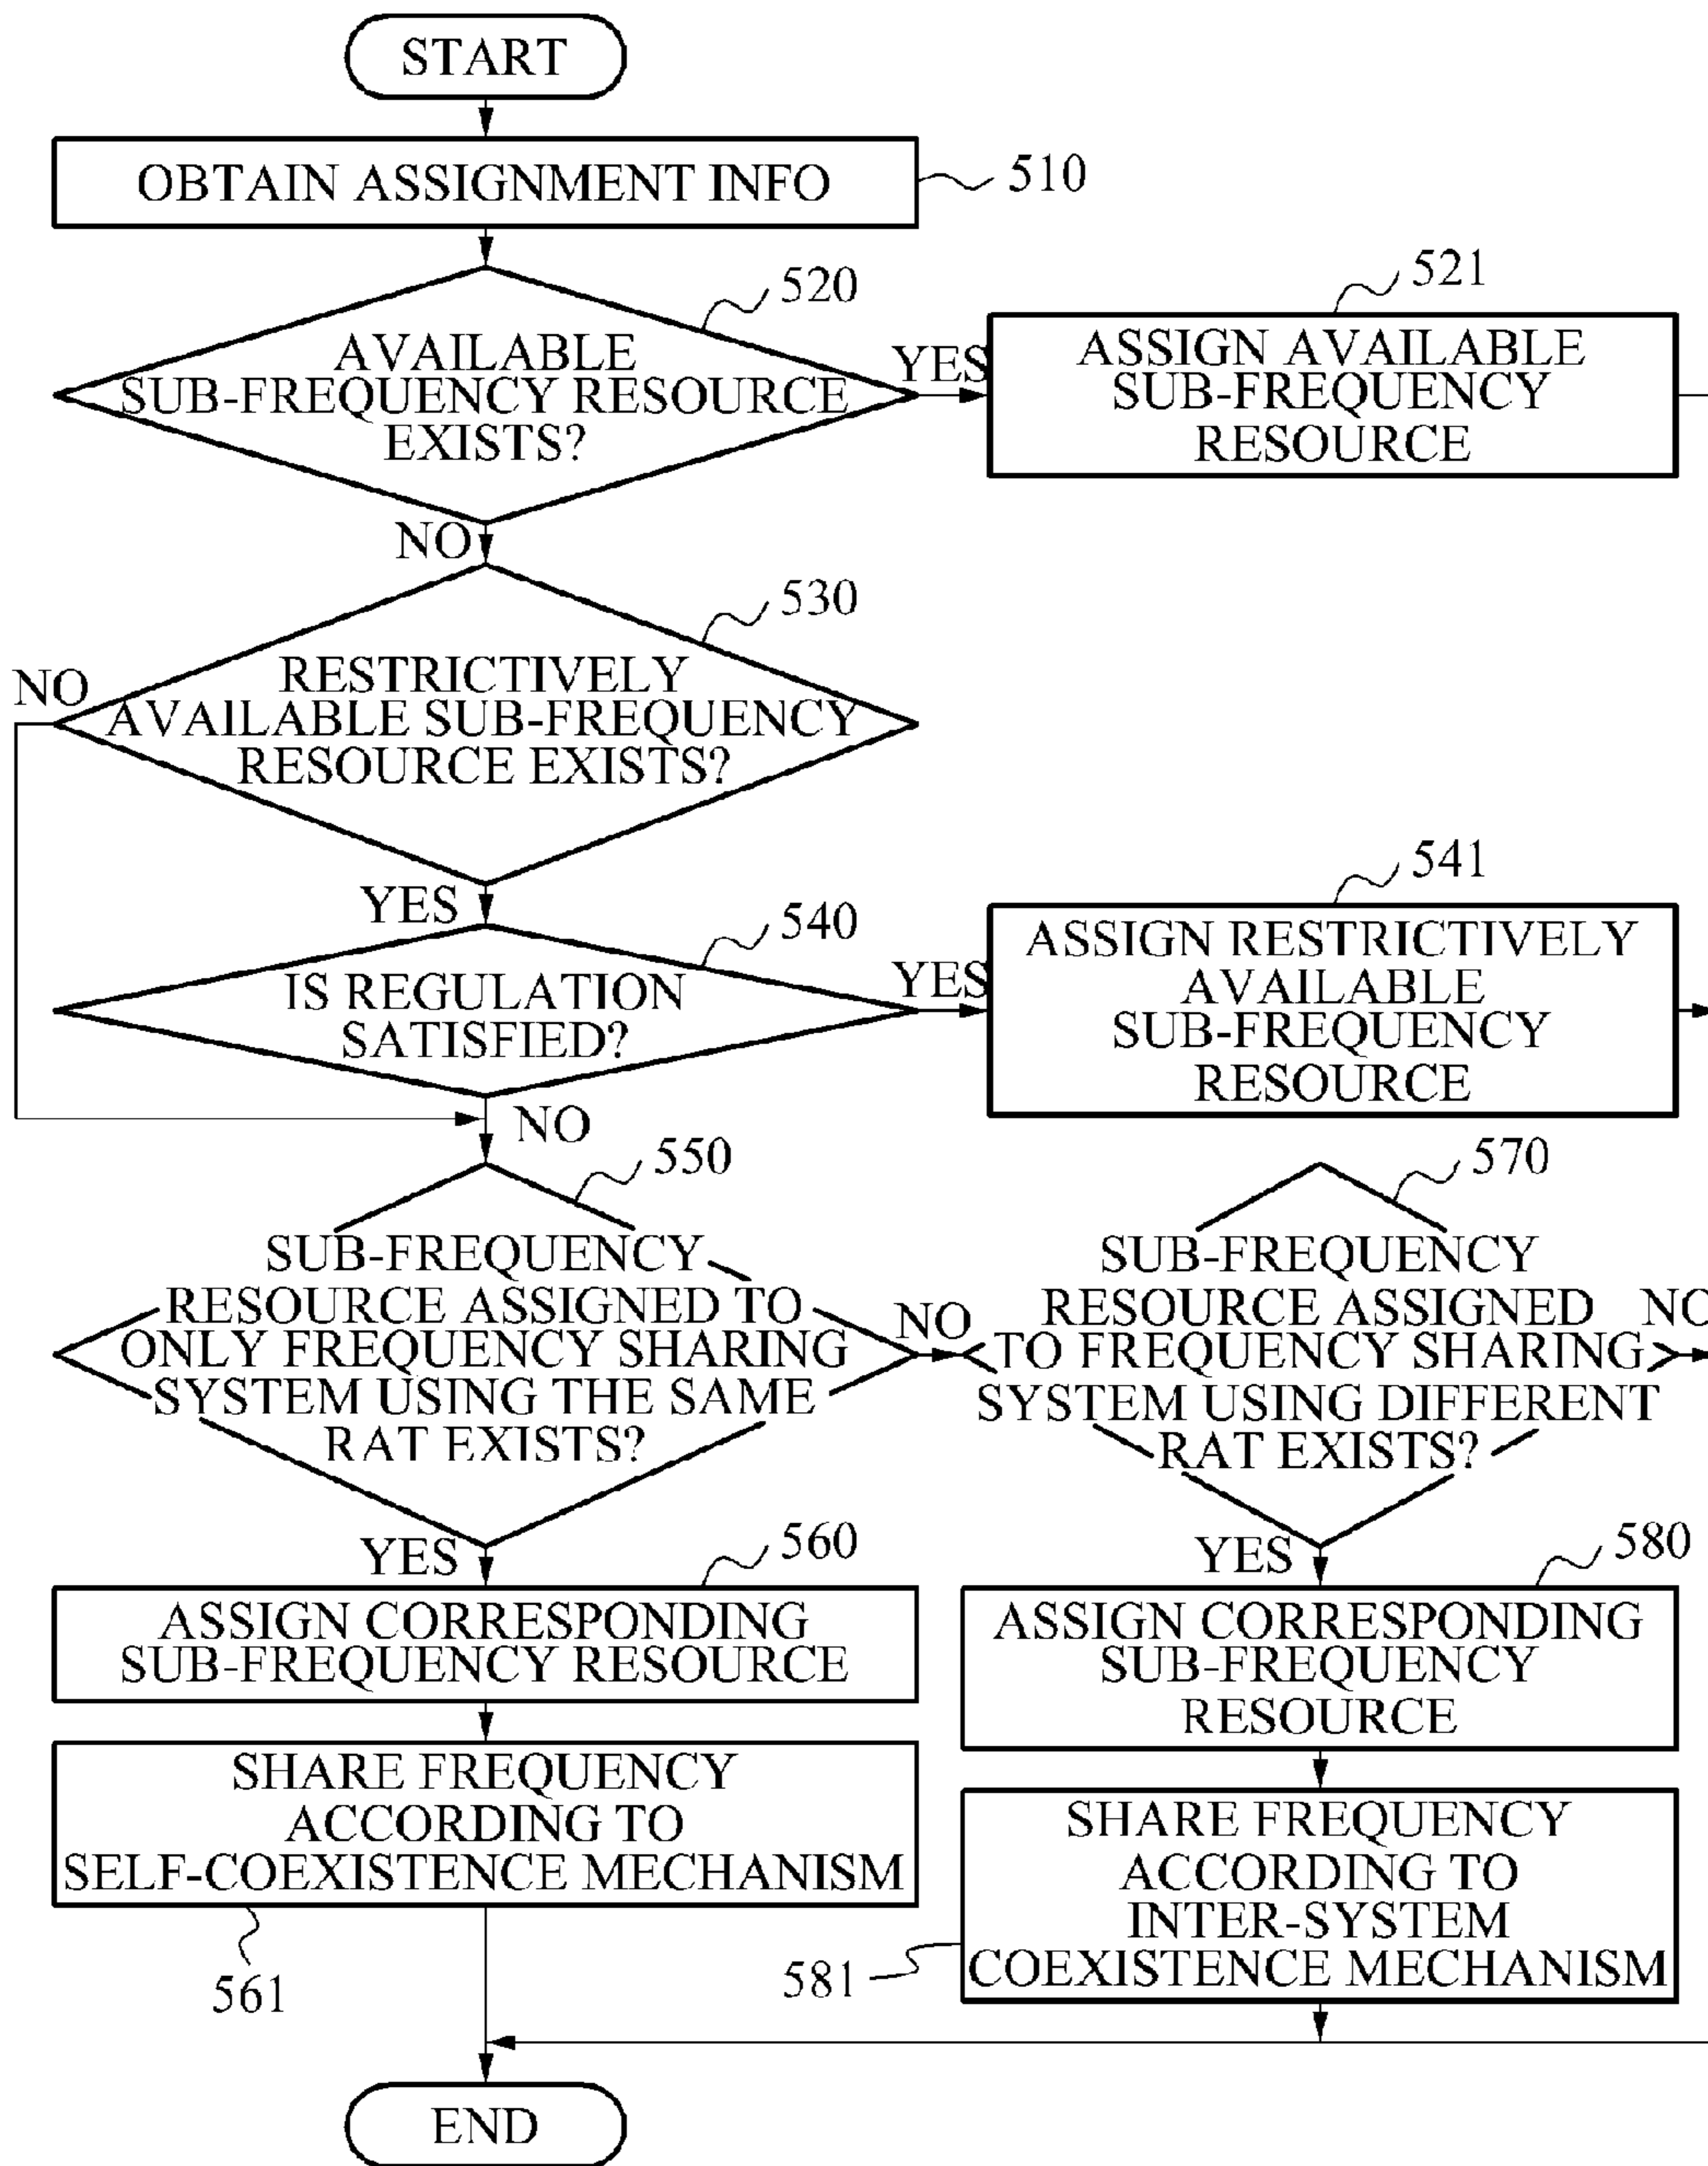 START
OBTAIN ASSIGNMENT INFO
510
520
AVAILABLE
SUB-FREQUENCY RESOURCE
EXISTS?
YES
521
ASSIGN AVAILABLE
SUB-FREQUENCY
RESOURCE
NO
530
NO
RESTRICTIVELY
AVAILABLE SUB-FREQUENCY
RESOURCE EXISTS?
YES
540
IS REGULATION
SATISFIED?
YES
541
ASSIGN RESTRICTIVELY
AVAILABLE
SUB-FREQUENCY
RESOURCE
NO
550
SUB-FREQUENCY
RESOURCE ASSIGNED TO
ONLY FREQUENCY SHARING
SYSTEM USING THE SAME
RAT EXISTS?
NO
570
SUB-FREQUENCY
RESOURCE ASSIGNED
TO FREQUENCY SHARING
SYSTEM USING DIFFERENT
RAT EXISTS?
NO
YES
560
ASSIGN CORRESPONDING
SUB-FREQUENCY RESOURCE
SHARE FREQUENCY
ACCORDING TO
SELF-COEXISTENCE MECHANISM
561
YES
580
ASSIGN CORRESPONDING
SUB-FREQUENCY
RESOURCE
SHARE FREQUENCY
ACCORDING TO
INTER-SYSTEM
COEXISTENCE MECHANISM
581
END